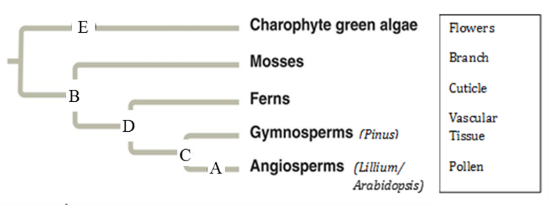 E Charophyte green algae
Mosses
B
Ferns
D
Gymnosperms (Pinus)
C
A Angiosperms (Lillium/
Arabidopsis)
Flowers
Branch
Cuticle
Vascular
Tissue
Pollen